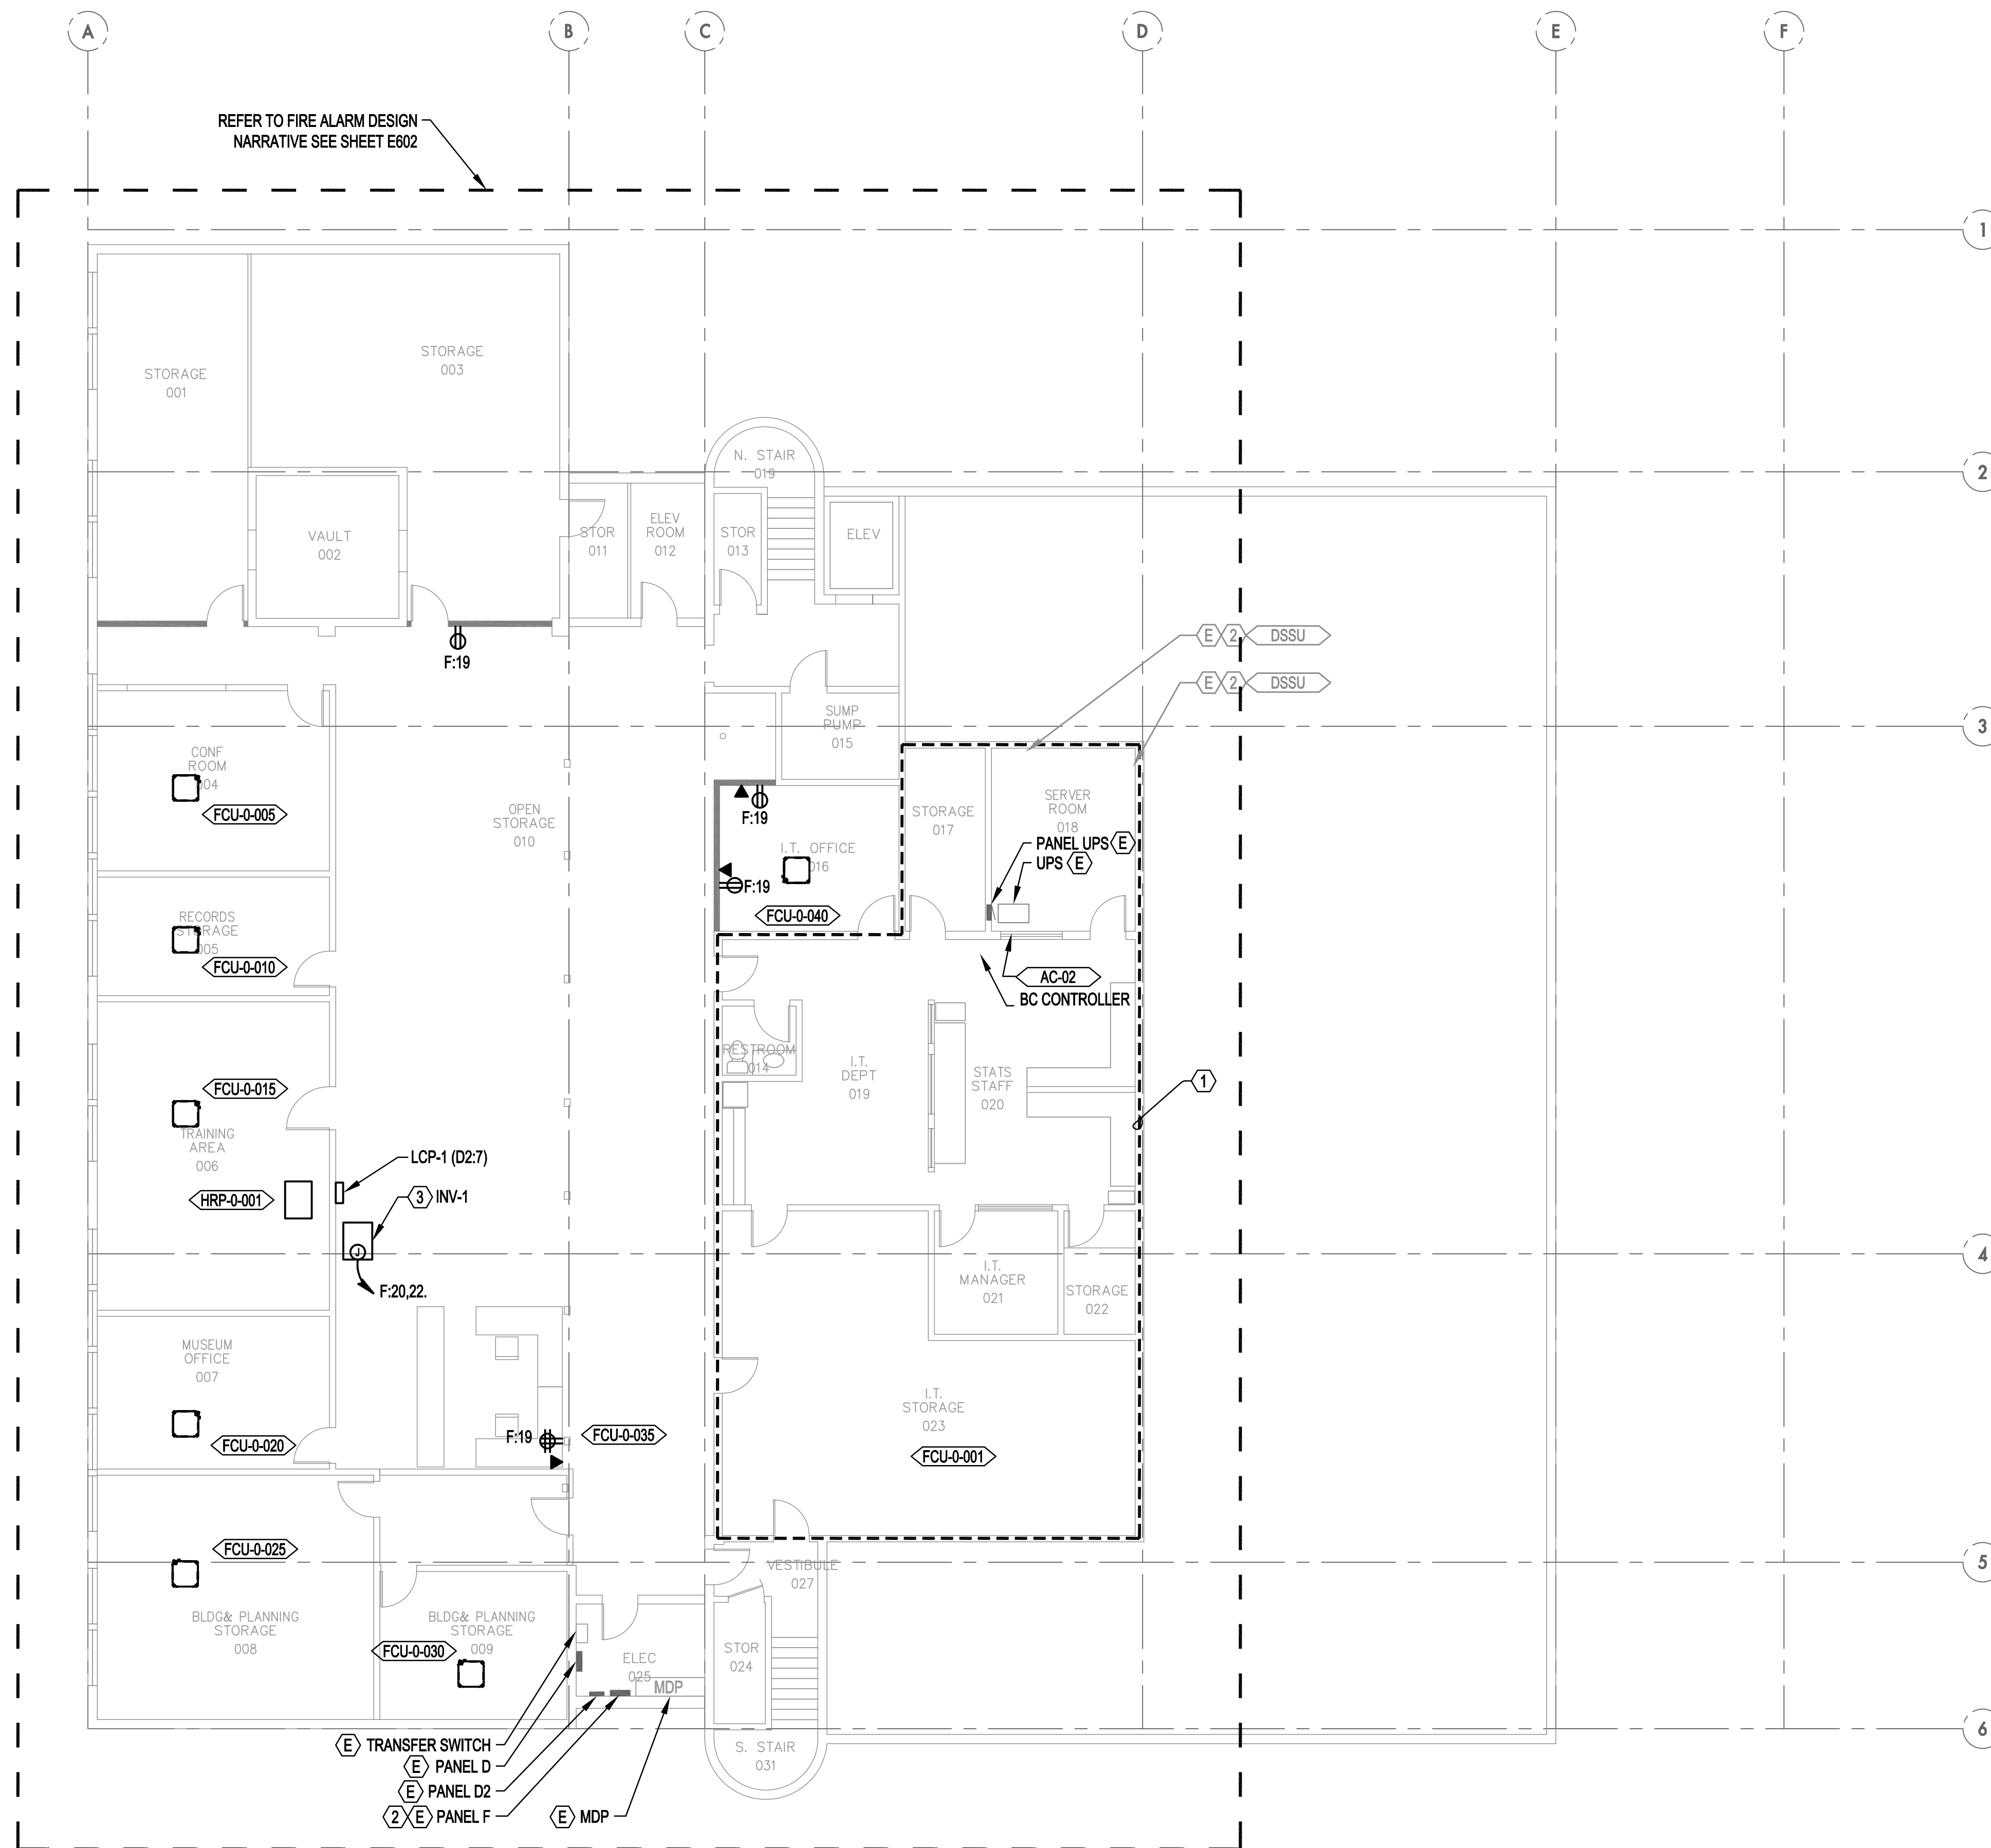 A
B
C
D
E
F
REFER TO FIRE ALARM DESIGN
NARRATIVE SEE SHEET E602
1
STORAGE
001
STORAGE
003
N. STAIR
019
2
VAULT
002
STOR
011
ELEV
ROOM
012
STOR
013
ELEV
F:19
E 2 DSSU
E 2 DSSU
SUMP
PUMP
015
3
CONF
ROOM
004
FCU-0-005
OPEN
STORAGE
010
F:19
I.T. OFFICE
016
F:19
FCU-0-040
STORAGE
017
SERVER
ROOM
018
PANEL UPS E
UPS E
RECORDS
STORAGE
005
FCU-0-010
AC-02
BC CONTROLLER
RESTROOM
014
I.T.
DEPT
019
STATS
STAFF
020
1
FCU-0-015
TRAINING
AREA
006
HRP-0-001
LCP-1 (D2:7)
3 INV-1
J
F:20,22.
4
I.T.
MANAGER
021
STORAGE
022
MUSEUM
OFFICE
007
FCU-0-020
F:19
FCU-0-035
I.T.
STORAGE
023
FCU-0-001
FCU-0-025
5
VESTIBULE
027
BLDG& PLANNING
STORAGE
008
BLDG& PLANNING
STORAGE
009
FCU-0-030
ELEC
025
MDP
STOR
024
6
S. STAIR
031
E TRANSFER SWITCH
E PANEL D
E PANEL D2
2 E PANEL F
E MDP